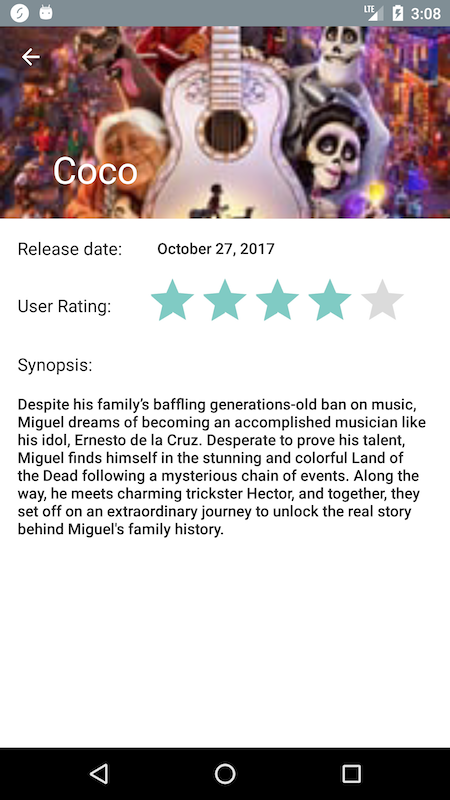 LTE 3:08
Coco
Release date: October 27, 2017
User Rating:
Synopsis:
Despite his family’s baffling generations-old ban on music,
Miguel dreams of becoming an accomplished musician like
his idol, Ernesto de la Cruz. Desperate to prove his talent,
Miguel finds himself in the stunning and colorful Land of
the Dead following a mysterious chain of events. Along the
way, he meets charming trickster Hector, and together, they
set off on an extraordinary journey to unlock the real story
behind Miguel's family history.